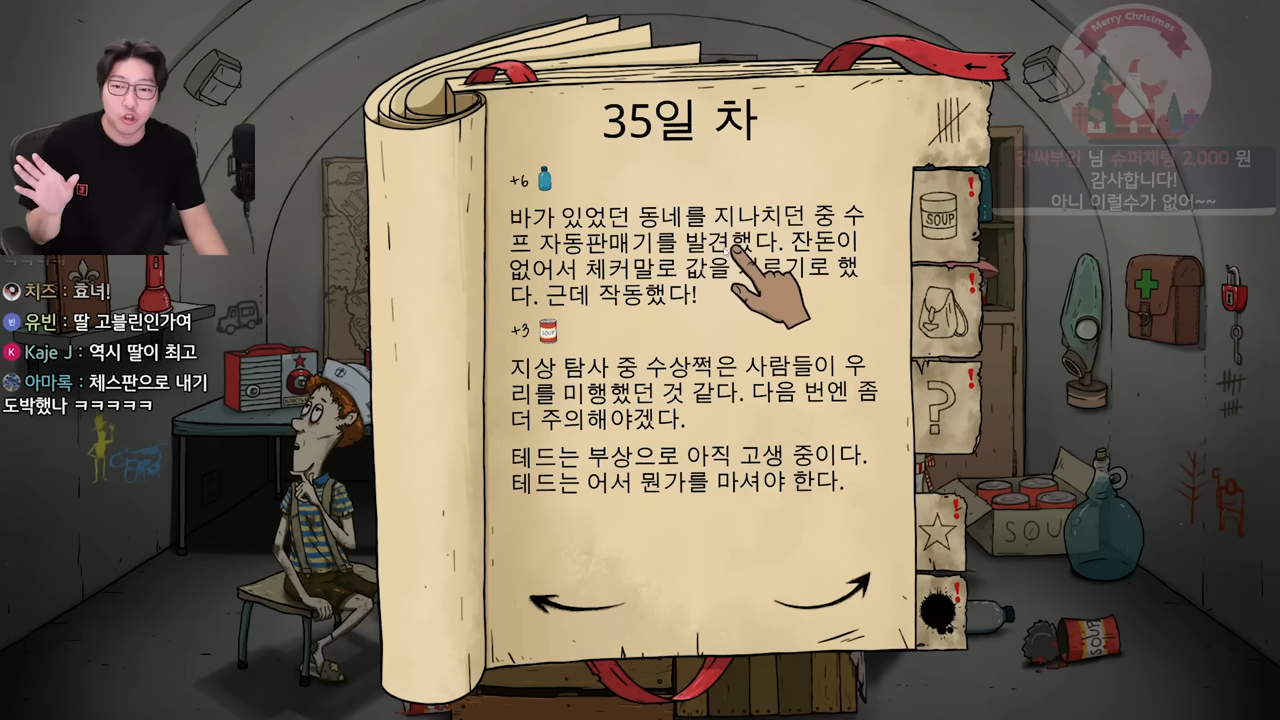 35일 차
+6
바가 있었던 동네를 지나치던 중 수
프 자동판매기를 발견했다. 잔돈이
없어서 체커말로 값을 치르기로 했
다. 근데 작동했다!
+3
SOUP
지상 탐사 중 수상쩍은 사람들이 우
리를 미행했던 것 같다. 다음 번엔 좀
더 주의해야겠다.
테드는 부상으로 아직 고생 중이다.
테드는 어서 뭔가를 마셔야 한다.
!
SOUP
!
!
?
!
!
Merry Christmas
님 슈퍼채팅 2,000 원
감사합니다!
아니 이럴수가 없어~~
치즈 : 효녀!
빈 유빈 : 딸 고블린인가여
K Kaje J : 역시 딸이 최고
아마록 : 체스판으로 내기
도박했나 ㅋㅋㅋㅋㅋ
SOU
SOUP